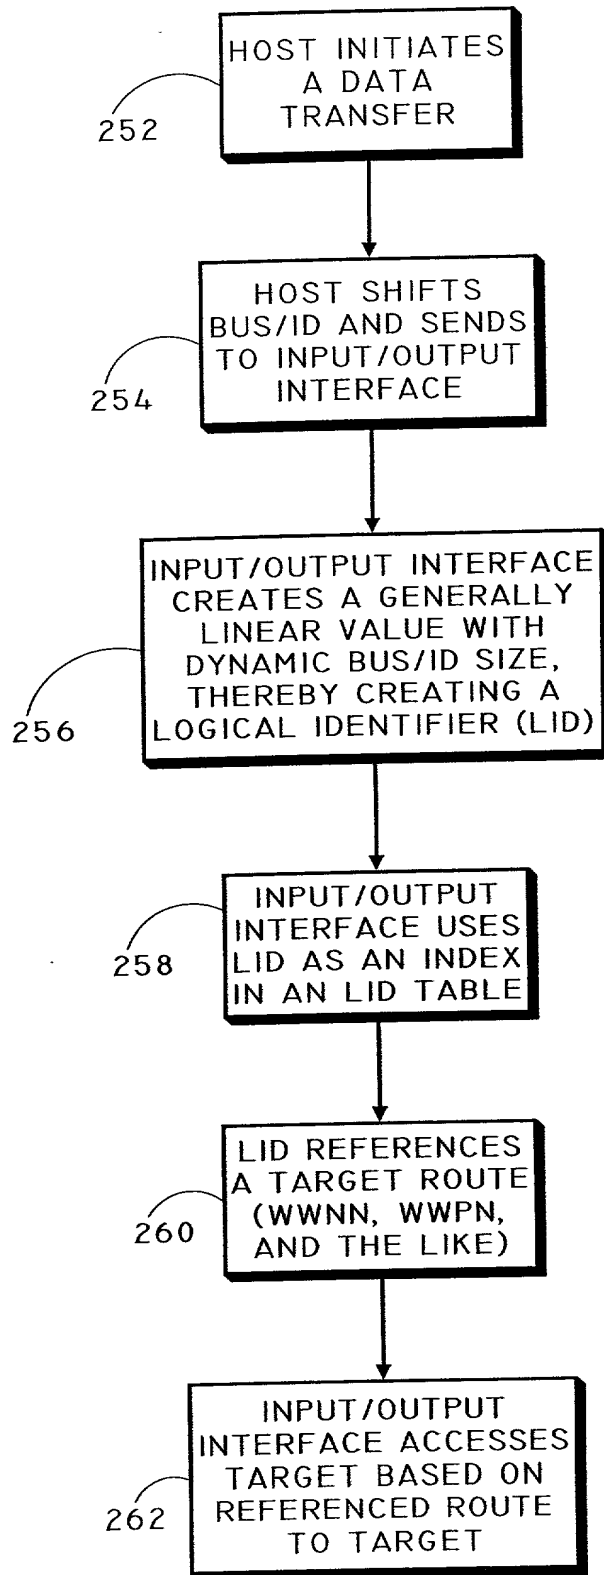 HOST INITIATES
A DATA
TRANSFER
252
HOST SHIFTS
BUS/ID AND SENDS
TO INPUT/OUTPUT
INTERFACE
254
INPUT/OUTPUT INTERFACE
CREATES A GENERALLY
LINEAR VALUE WITH
DYNAMIC BUS/ID SIZE,
THEREBY CREATING A
LOGICAL IDENTIFIER (LID)
256
INPUT/OUTPUT
INTERFACE USES
LID AS AN INDEX
IN AN LID TABLE
258
LID REFERENCES
A TARGET ROUTE
(WWNN, WWPN,
AND THE LIKE)
260
INPUT/OUTPUT
INTERFACE ACCESSES
TARGET BASED ON
REFERENCED ROUTE
TO TARGET
262